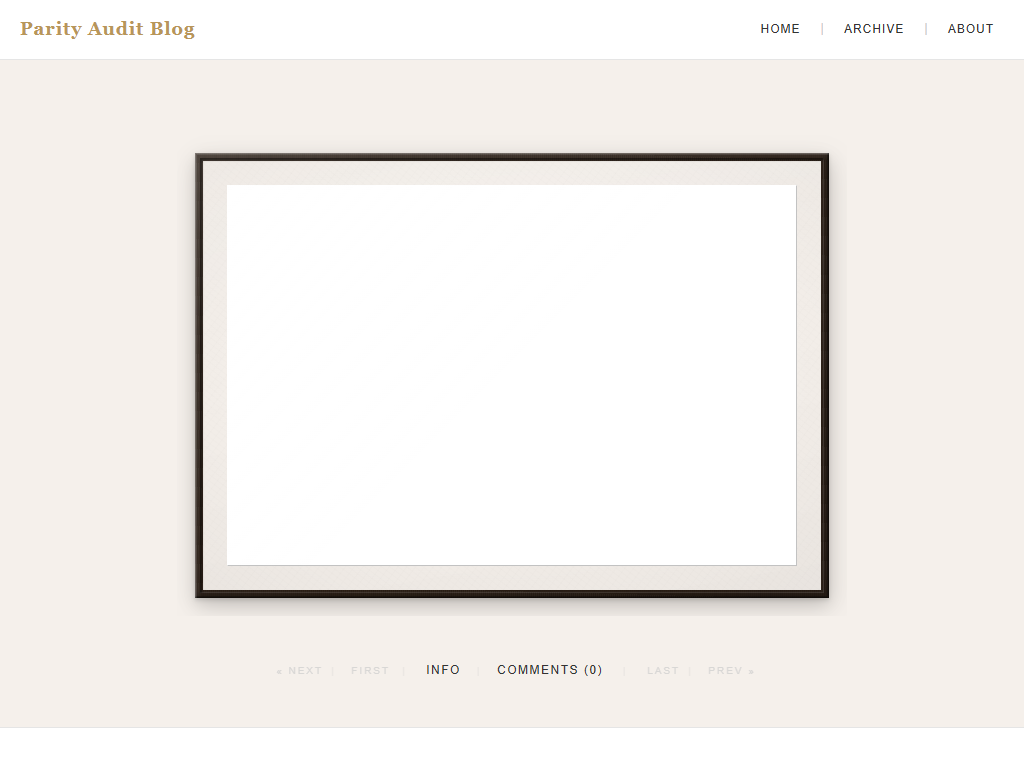 Parity Audit Blog
HOME | ARCHIVE | ABOUT
« NEXT | FIRST | INFO | COMMENTS (0) | LAST | PREV »